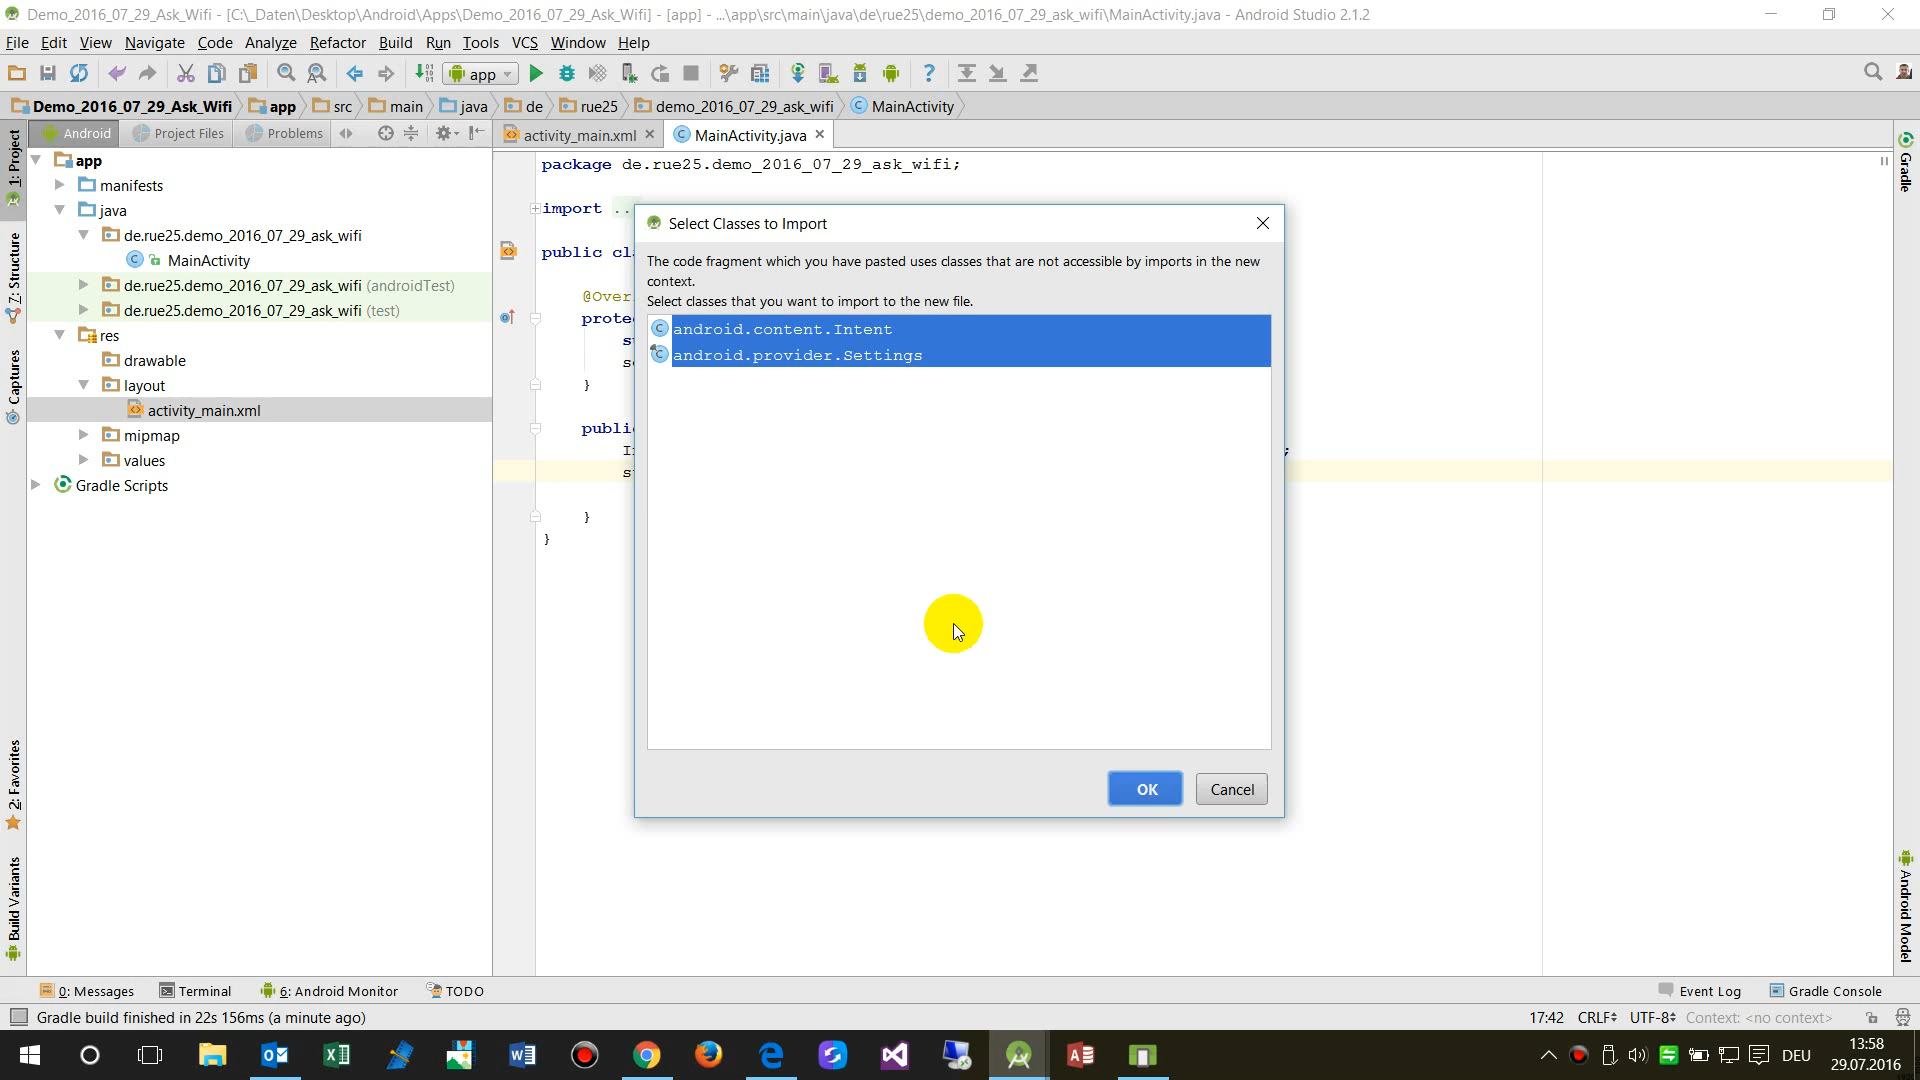 Demo_2016_07_29_Ask_Wifi - [C:\_Daten\Desktop\Android\Apps\Demo_2016_07_29_Ask_Wifi] - [app] - ...\app\src\main\java\de\rue25\demo_2016_07_29_ask_wifi\MainActivity.java - Android Studio 2.1.2
File Edit View Navigate Code Analyze Refactor Build Run Tools VCS Window Help
app
Demo_2016_07_29_Ask_Wifi app src main java de rue25 demo_2016_07_29_ask_wifi MainActivity
Android Project Files Problems
activity_main.xml MainActivity.java
1: Project
7: Structure
Captures
2: Favorites
Build Variants
app
manifests
java
de.rue25.demo_2016_07_29_ask_wifi
MainActivity
de.rue25.demo_2016_07_29_ask_wifi (androidTest)
de.rue25.demo_2016_07_29_ask_wifi (test)
res
drawable
layout
activity_main.xml
mipmap
values
Gradle Scripts
package de.rue25.demo_2016_07_29_ask_wifi;
import ..
public cl
@Over
prote
s
se
}
publi
I ;
s
}
}
Select Classes to Import
The code fragment which you have pasted uses classes that are not accessible by imports in the new
context.
Select classes that you want to import to the new file.
android.content.Intent
android.provider.Settings
OK Cancel
Gradle
Android Model
0: Messages Terminal 6: Android Monitor TODO Event Log Gradle Console
Gradle build finished in 22s 156ms (a minute ago) 17:42 CRLF UTF-8 Context: <no context>
DEU
13:58
29.07.2016